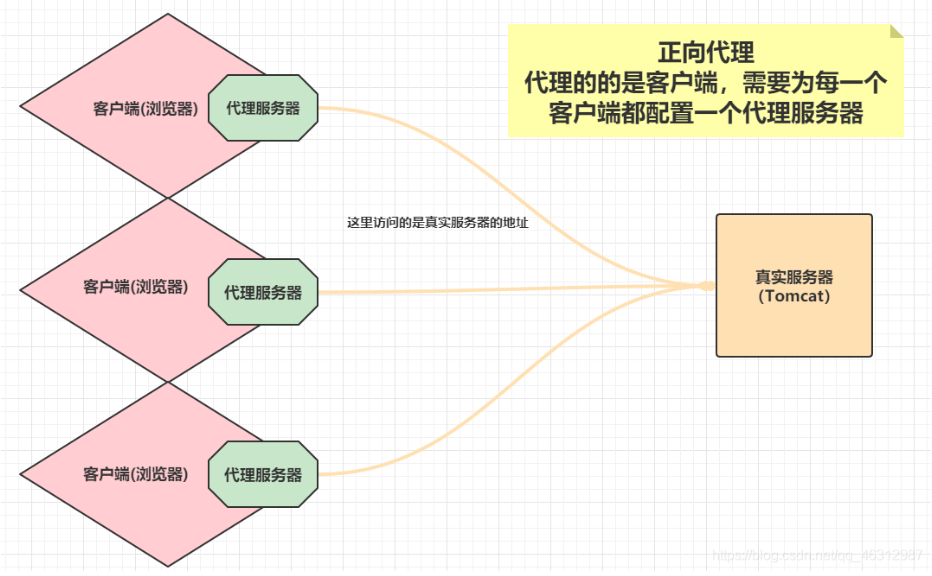 正向代理
代理的的是客户端，需要为每一个
客户端都配置一个代理服务器
客户端(浏览器)
代理服务器
这里访问的是真实服务器的地址
客户端(浏览器)
代理服务器
真实服务器
（Tomcat）
客户端(浏览器)
代理服务器
https://blog.csdn.net/qq_46312987